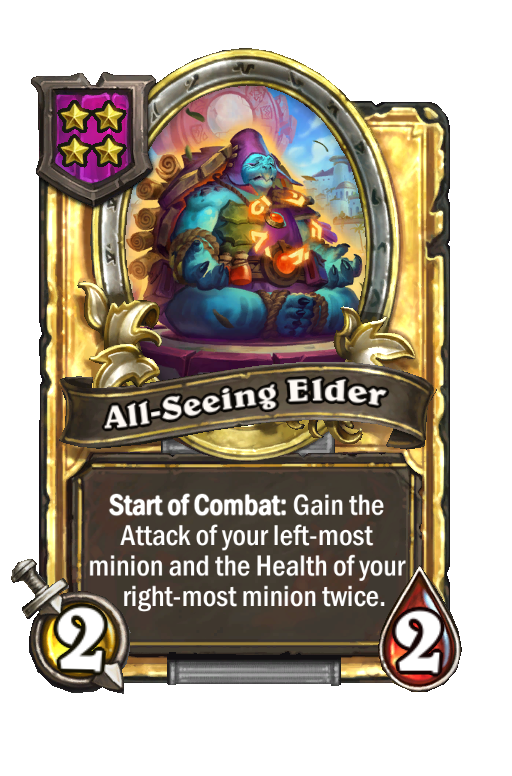 All-Seeing Elder
Start of Combat: Gain the
Attack of your left-most
minion and the Health of your
right-most minion twice.
2
2